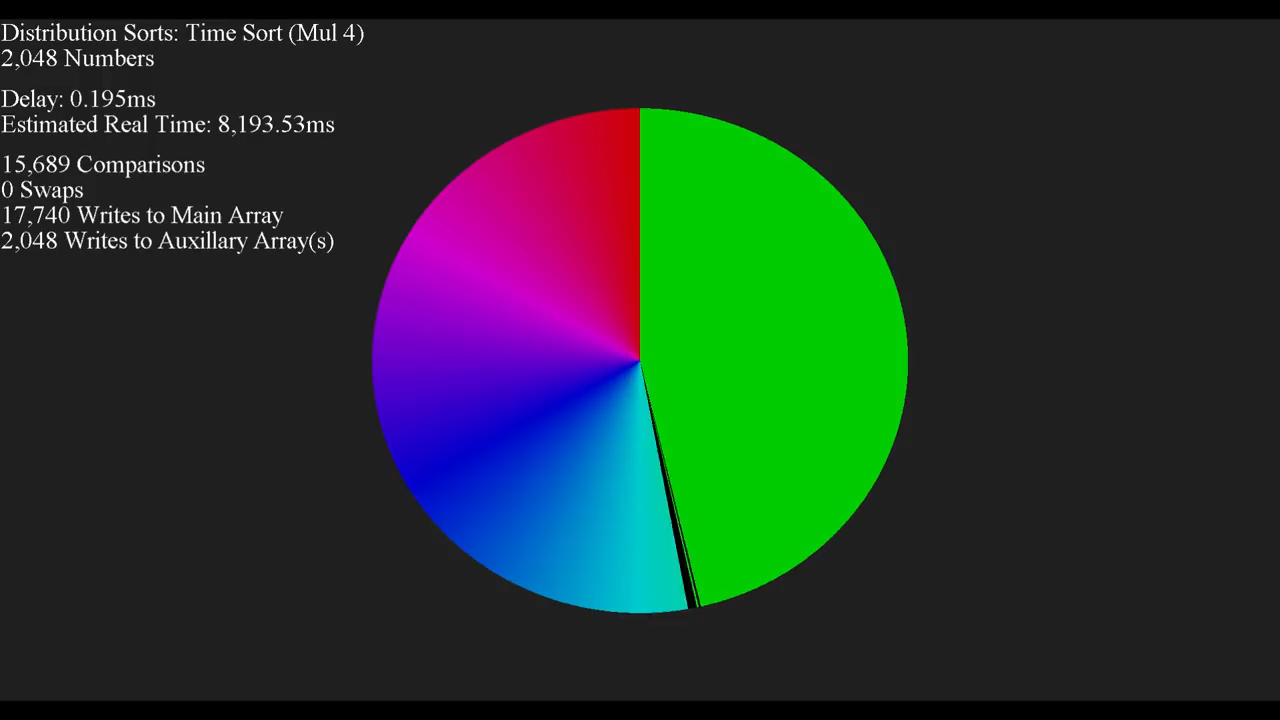 Distribution Sorts: Time Sort (Mul 4)
2,048 Numbers
Delay: 0.195ms
Estimated Real Time: 8,193.53ms
15,689 Comparisons
0 Swaps
17,740 Writes to Main Array
2,048 Writes to Auxillary Array(s)